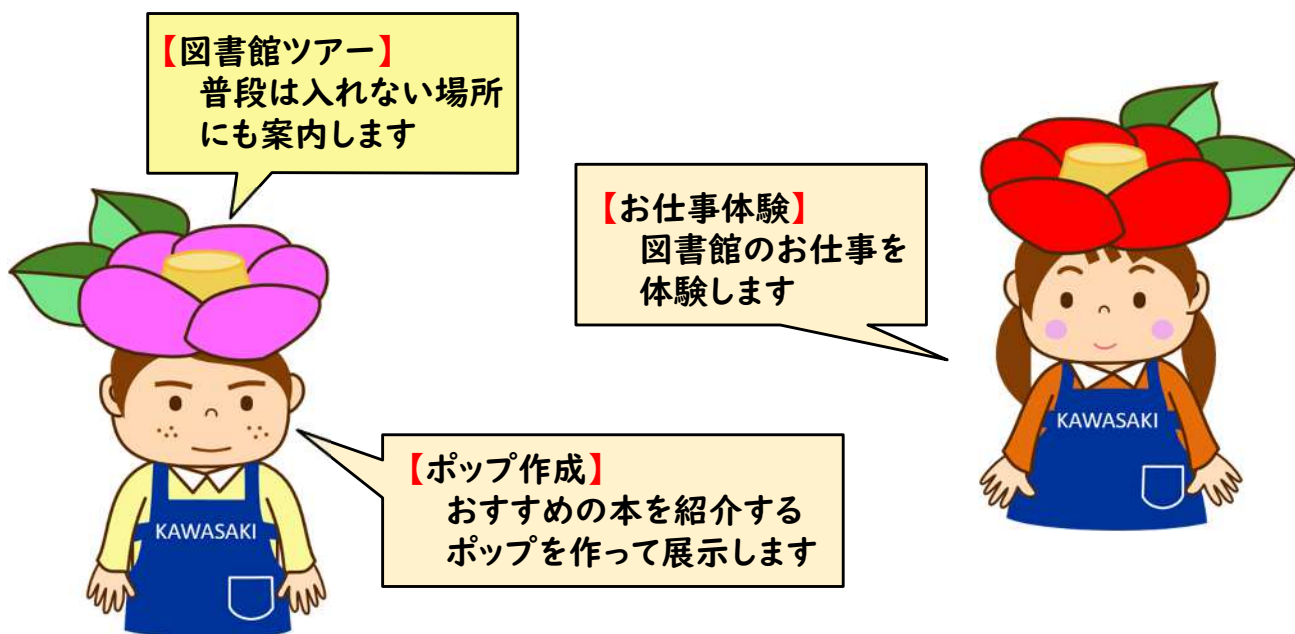 【図書館ツアー】
普段は入れない場所
にも案内します
【お仕事体験】
図書館のお仕事を
体験します
【ポップ作成】
おすすめの本を紹介する
ポップを作って展示します
KAWASAKI
KAWASAKI